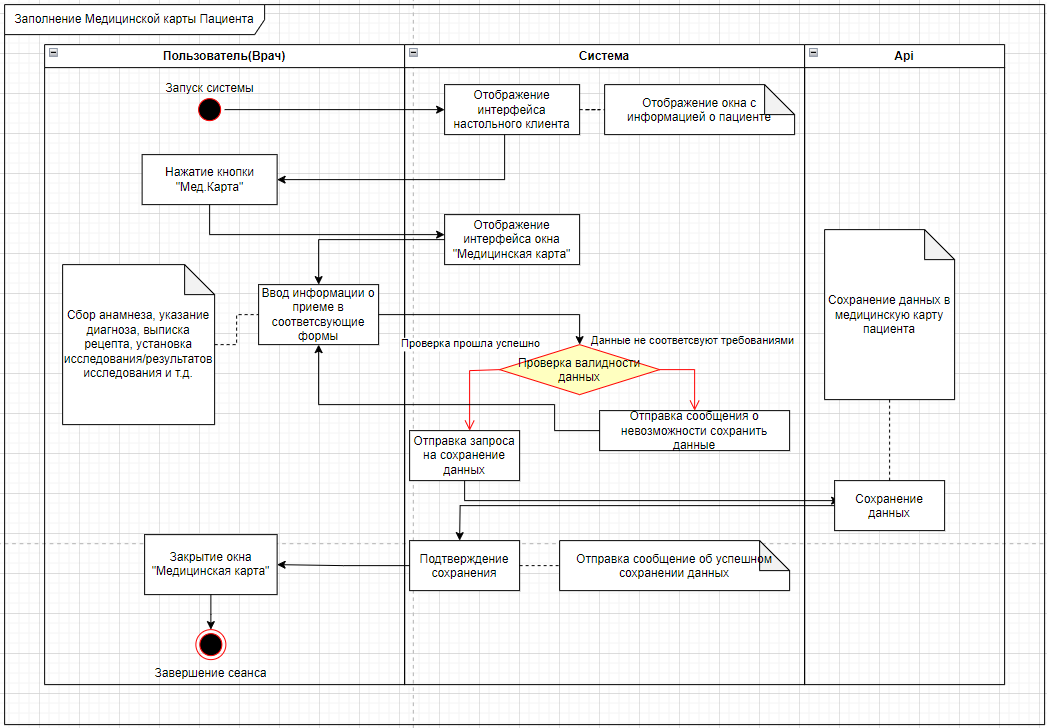 Заполнение Медицинской карты Пациента
Пользователь(Врач)
Система
Api
Запуск системы
Отображение
интерфейса
настольного клиента
Отображение окна с
информацией о пациенте
Нажатие кнопки
"Мед.Карта"
Отображение
интерфейса окна
"Медицинская карта"
Сбор анамнеза, указание
диагноза, выписка
рецепта, установка
исследования/результатов
исследования и т.д.
Ввод информации о
приеме в
соответсвующие
формы
Сохранение данных в
медицинскую карту
пациента
Проверка прошла успешно
Данные не соответсвуют требованиями
Проверка валидности
данных
Отправка сообщения о
невозможности сохранить
данные
Отправка запроса
на сохранение
данных
Сохранение
данных
Закрытие окна
"Медицинская карта"
Подтверждение
сохранения
Отправка сообщение об успешном
сохранении данных
Завершение сеанса